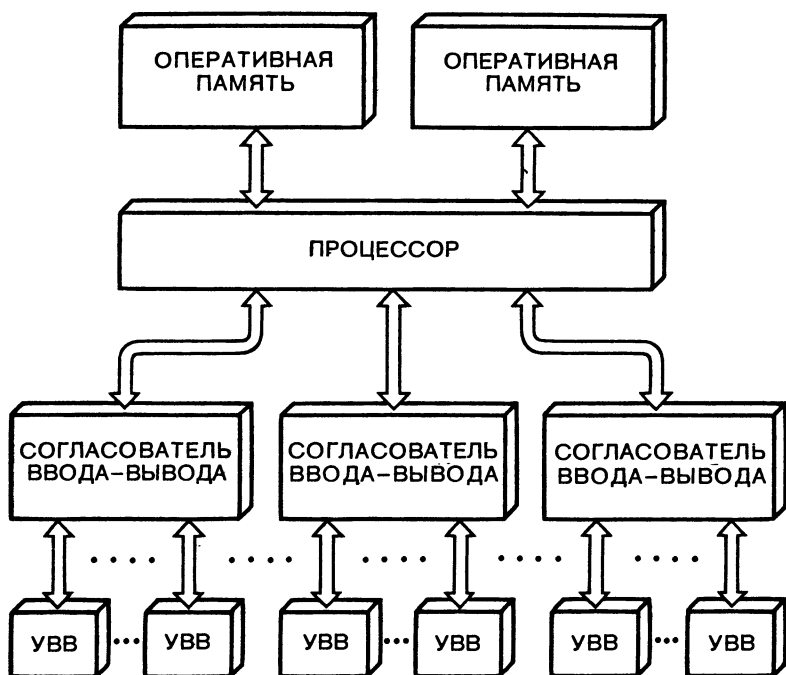 ОПЕРАТИВНАЯ
ПАМЯТЬ
ОПЕРАТИВНАЯ
ПАМЯТЬ
ПРОЦЕССОР
СОГЛАСОВАТЕЛЬ
ВВОДА–ВЫВОДА
СОГЛАСОВАТЕЛЬ
ВВОДА–ВЫВОДА
СОГЛАСОВАТЕЛЬ
ВВОДА–ВЫВОДА
УВВ
УВВ
УВВ
УВВ
УВВ
УВВ